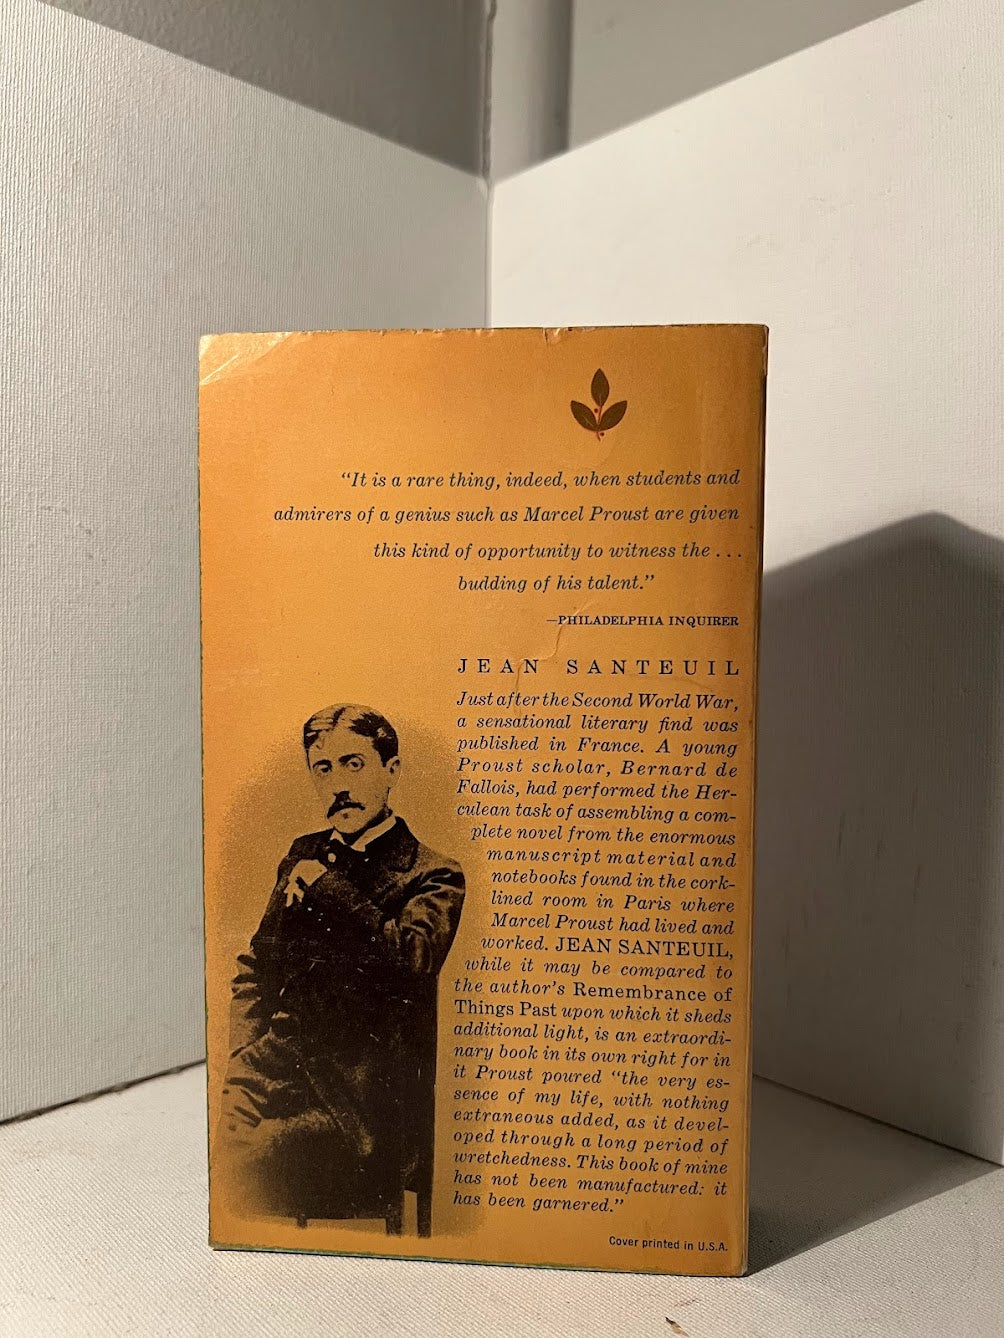 “It is a rare thing, indeed, when students and
admirers of a genius such as Marcel Proust are given
this kind of opportunity to witness the . . .
budding of his talent.”
—PHILADELPHIA INQUIRER
JEAN SANTEUIL
Just after the Second World War,
a sensational literary find was
published in France. A young
Proust scholar, Bernard de
Fallois, had performed the Her-
culean task of assembling a com-
plete novel from the enormous
manuscript material and
notebooks found in the cork-
lined room in Paris where
Marcel Proust had lived and
worked. JEAN SANTEUIL,
while it may be compared to
the author’s Remembrance of
Things Past upon which it sheds
additional light, is an extraordi-
nary book in its own right for in
it Proust poured “the very es-
sence of my life, with nothing
extraneous added, as it devel-
oped through a long period of
wretchedness. This book of mine
has not been manufactured: it
has been garnered.”
Cover printed in U.S.A.